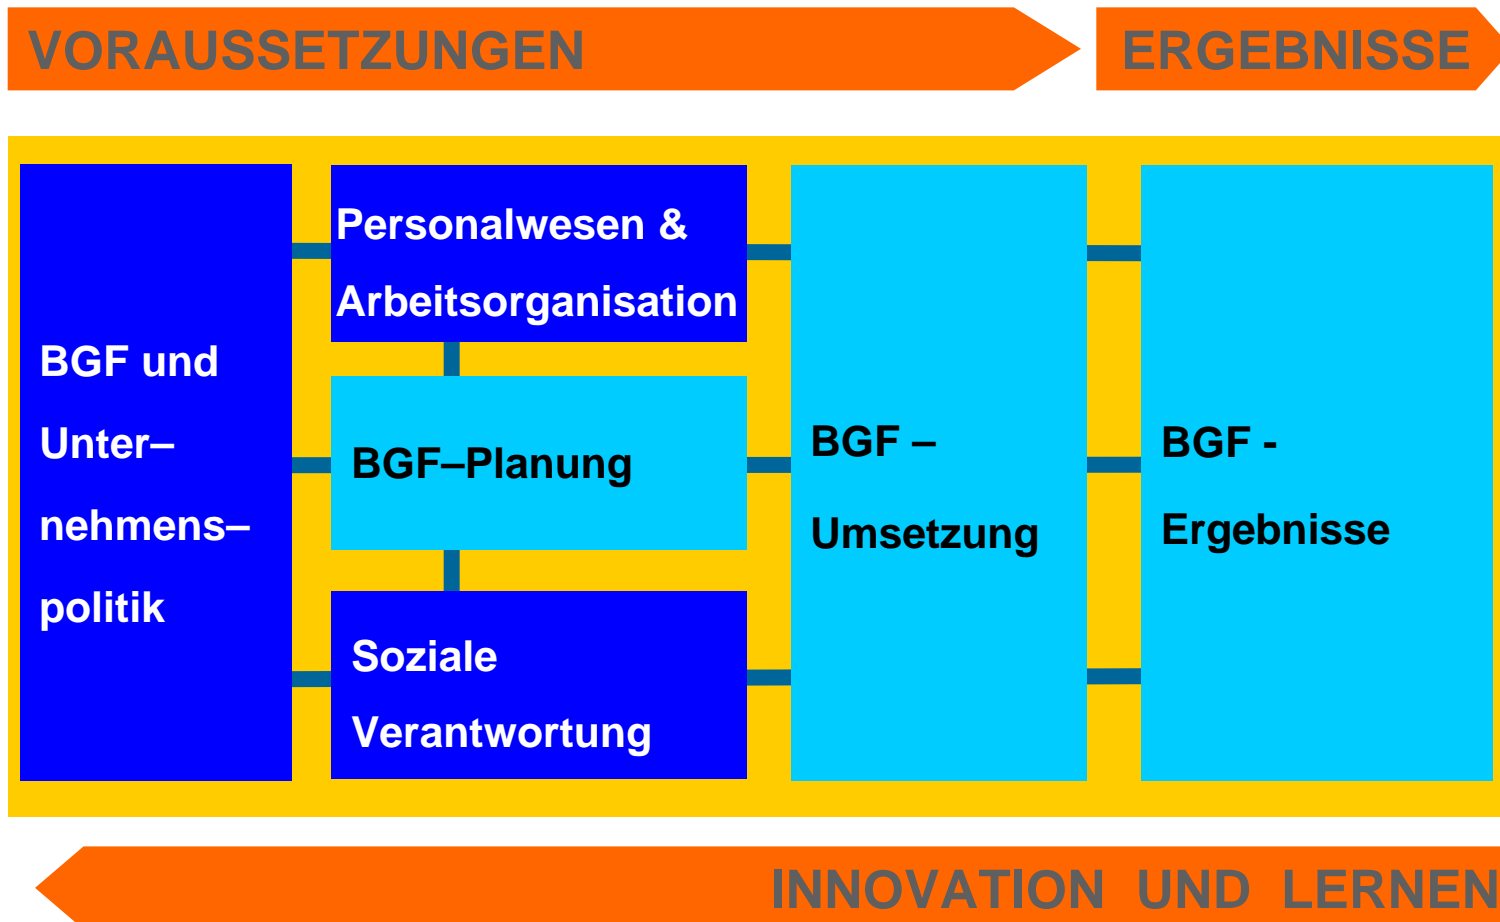 VORAUSSETZUNGEN
ERGEBNISSE
BGF und
Unter–
nehmens–
politik
Personalwesen &
Arbeitsorganisation
BGF–Planung
Soziale
Verantwortung
BGF –
Umsetzung
BGF -
Ergebnisse
INNOVATION UND LERNEN